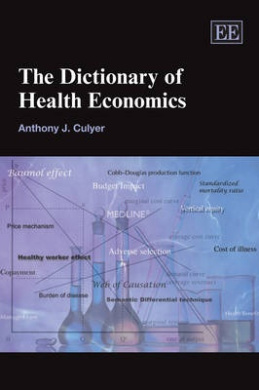 EE
The Dictionary of
Health Economics
Anthony J. Culyer
Baumol effect
Cobb-Douglas production function
Budget Impact
Standardized
mortality ratio
MEDLINE
Vertical equity
Price mechanism
Adverse selection
Cost of illness
Healthy worker effect
Copayment
Web of Causation
Burden of disease
Semantic Differential technique